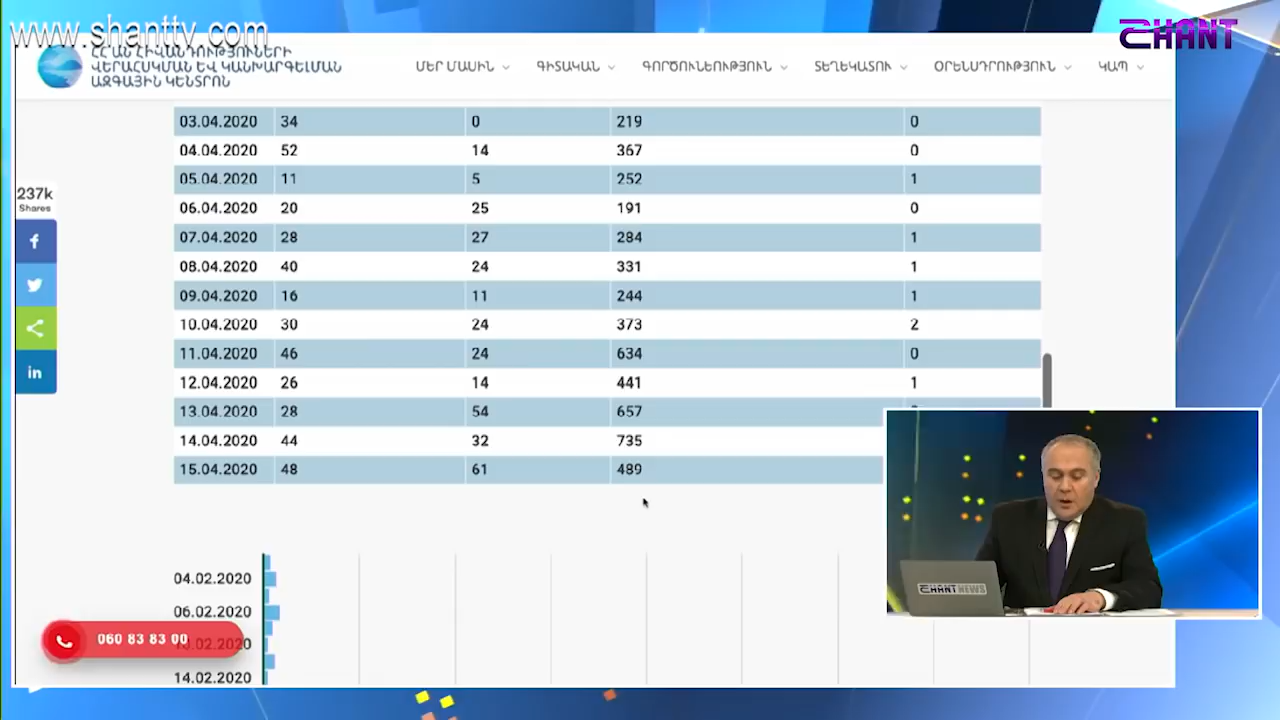 www.shanttv.com
SHANT
ՀՀ ԱՆ ՀԻՎԱՆԴՈՒԹՅՈՒՆՆԵՐԻ
ՎԵՐԱՀՍԿՄԱՆ ԵՎ ԿԱՆԽԱՐԳԵԼՄԱՆ
ԱԶԳԱՅԻՆ ԿԵՆՏՐՈՆ
ՄԵՐ ՄԱՍԻՆ ԳԻՏԱԿԱՆ ԳՈՐԾՈՒՆԵՈՒԹՅՈՒՆ ՏԵՂԵԿԱՏՈՒ ՕՐԵՆՍԴՐՈՒԹՅՈՒՆ ԿԱՊ
03.04.2020 34 0 219 0
04.04.2020 52 14 367 0
05.04.2020 11 5 252 1
06.04.2020 20 25 191 0
07.04.2020 28 27 284 1
08.04.2020 40 24 331 1
09.04.2020 16 11 244 1
10.04.2020 30 24 373 2
11.04.2020 46 24 634 0
12.04.2020 26 14 441 1
13.04.2020 28 54 657
14.04.2020 44 32 735
15.04.2020 48 61 489
237k
Shares
f
in
04.02.2020
06.02.2020
060 83 83 00
14.02.2020
SHANT NEWS